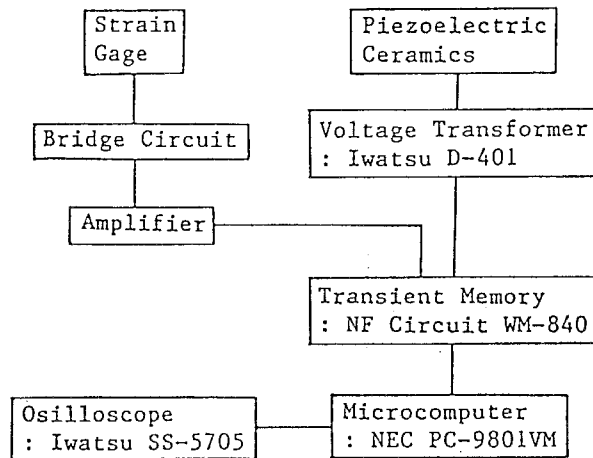 Strain
Gage
Piezoelectric
Ceramics
Bridge Circuit
Voltage Transformer
: Iwatsu D-401
Amplifier
Transient Memory
: NF Circuit WM-840
Osilloscope
: Iwatsu SS-5705
Microcomputer
: NEC PC-9801VM